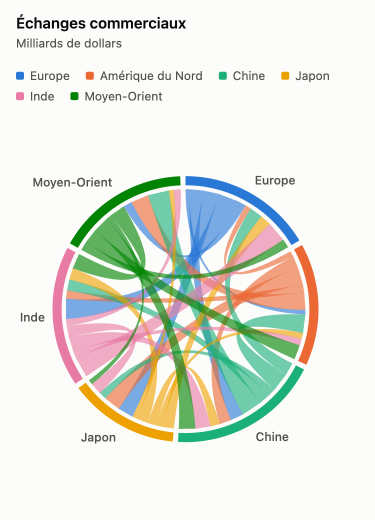 Échanges commerciaux
Milliards de dollars
Europe Amérique du Nord Chine Japon
Inde Moyen-Orient
Moyen-Orient Europe
Inde
Japon Chine